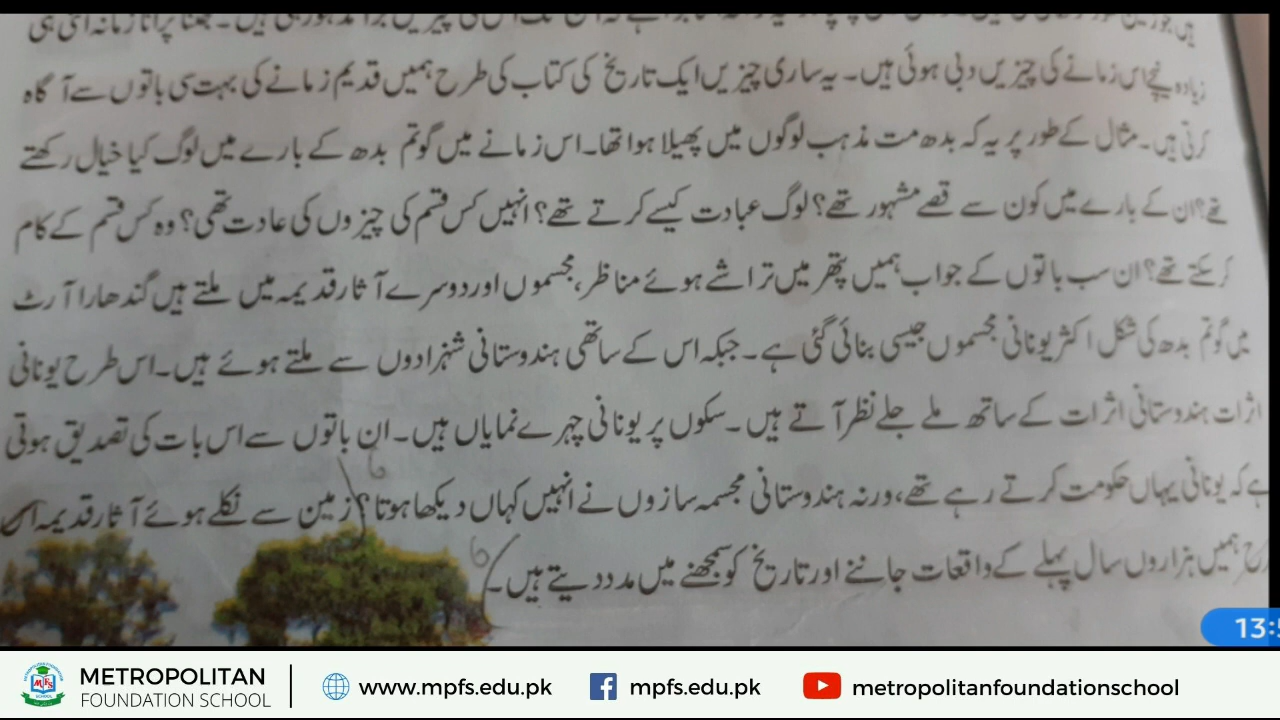 زیادہ نیچے اس زمانے کی چیزیں دبی ہوئی ہیں۔ یہ ساری چیزیں ایک تاریخ کی کتاب کی طرح ہمیں قدیم زمانے کی بہت سی باتوں سے آگاہ
کرتی ہیں۔ مثال کے طور پر یہ کہ بدھ مت مذہب لوگوں میں پھیلا ہوا تھا۔ اس زمانے میں گوتم بدھ کے بارے میں لوگ کیا خیال رکھتے
تھے؟ ان کے بارے میں کون سے قصے مشہور تھے؟ لوگ عبادت کیسے کرتے تھے؟ انہیں کس قسم کی چیزوں کی عادت تھی؟ وہ کس قسم کے کام
کر سکتے تھے؟ ان سب باتوں کے جواب ہمیں پتھر میں تراشے ہوئے مناظر، مجسموں اور دوسرے آثار قدیمہ میں ملتے ہیں گندھارا آرٹ
میں گوتم بدھ کی شکل اکثر یونانی مجسموں جیسی بنائی گئی ہے۔ جبکہ اس کے ساتھی ہندوستانی شہزادوں سے ملتے ہوئے ہیں۔ اس طرح یونانی
اثرات ہندوستانی اثرات کے ساتھ ملے جلے نظر آتے ہیں۔ سکوں پر یونانی چہرے نمایاں ہیں۔ ان باتوں سے اس بات کی تصدیق ہوتی
ہے کہ یونانی یہاں حکومت کرتے رہے تھے، ورنہ ہندوستانی مجسمہ سازوں نے انہیں کہاں دیکھا ہوتا؟ زمین سے نکلے ہوئے آثار قدیمہ
ہمیں ہزاروں سال پہلے کے واقعات جاننے اور تاریخ کو سمجھنے میں مدد دیتے ہیں۔
METROPOLITAN
FOUNDATION SCHOOL
www.mpfs.edu.pk
mpfs.edu.pk
metropolitanfoundationschool